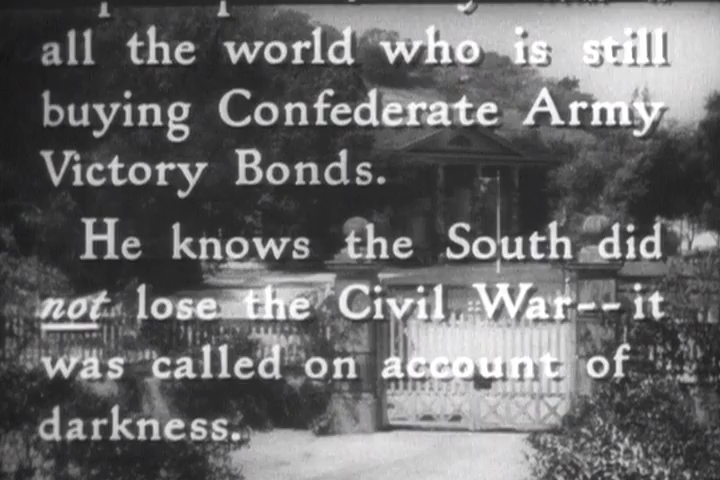 all the world who is still
buying Confederate Army
Victory Bonds.
He knows the South did
not lose the Civil War--it
was called on account of
darkness.